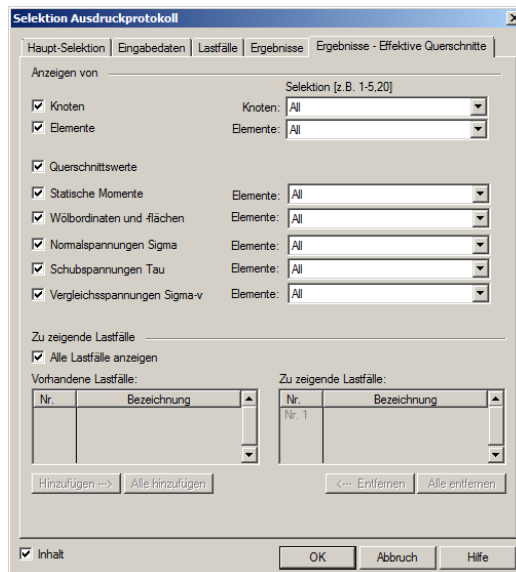 Selektion Ausdruckprotokoll
Haupt-Selektion Eingabedaten Lastfälle Ergebnisse Ergebnisse - Effektive Querschnitte
Anzeigen von
Selektion [z.B. 1-5,20]
Knoten Knoten: All
Elemente Elemente: All
Querschnittswerte
Statische Momente Elemente: All
Wölbordinaten und -flächen Elemente: All
Normalspannungen Sigma Elemente: All
Schubspannungen Tau Elemente: All
Vergleichsspannungen Sigma-v Elemente: All
Zu zeigende Lastfälle
Alle Lastfälle anzeigen
Vorhandene Lastfälle: Zu zeigende Lastfälle:
Nr. Bezeichnung Nr. Bezeichnung
Nr. 1
Hinzufügen ---> Alle hinzufügen <--- Entfernen Alle entfernen
Inhalt OK Abbruch Hilfe